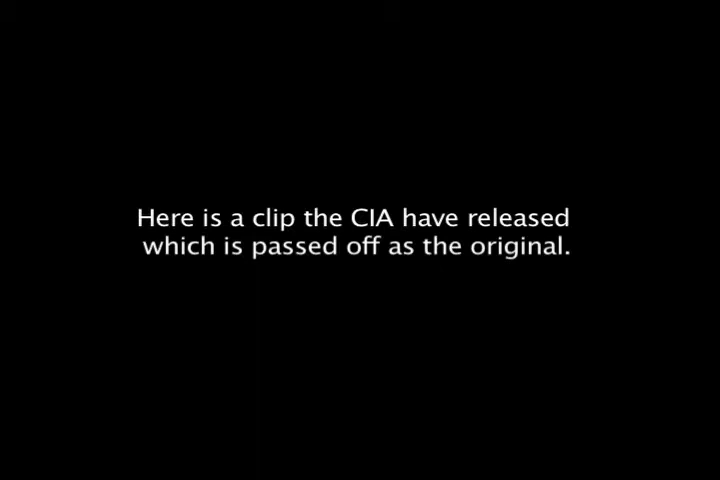 Here is a clip the CIA have released
which is passed off as the original.